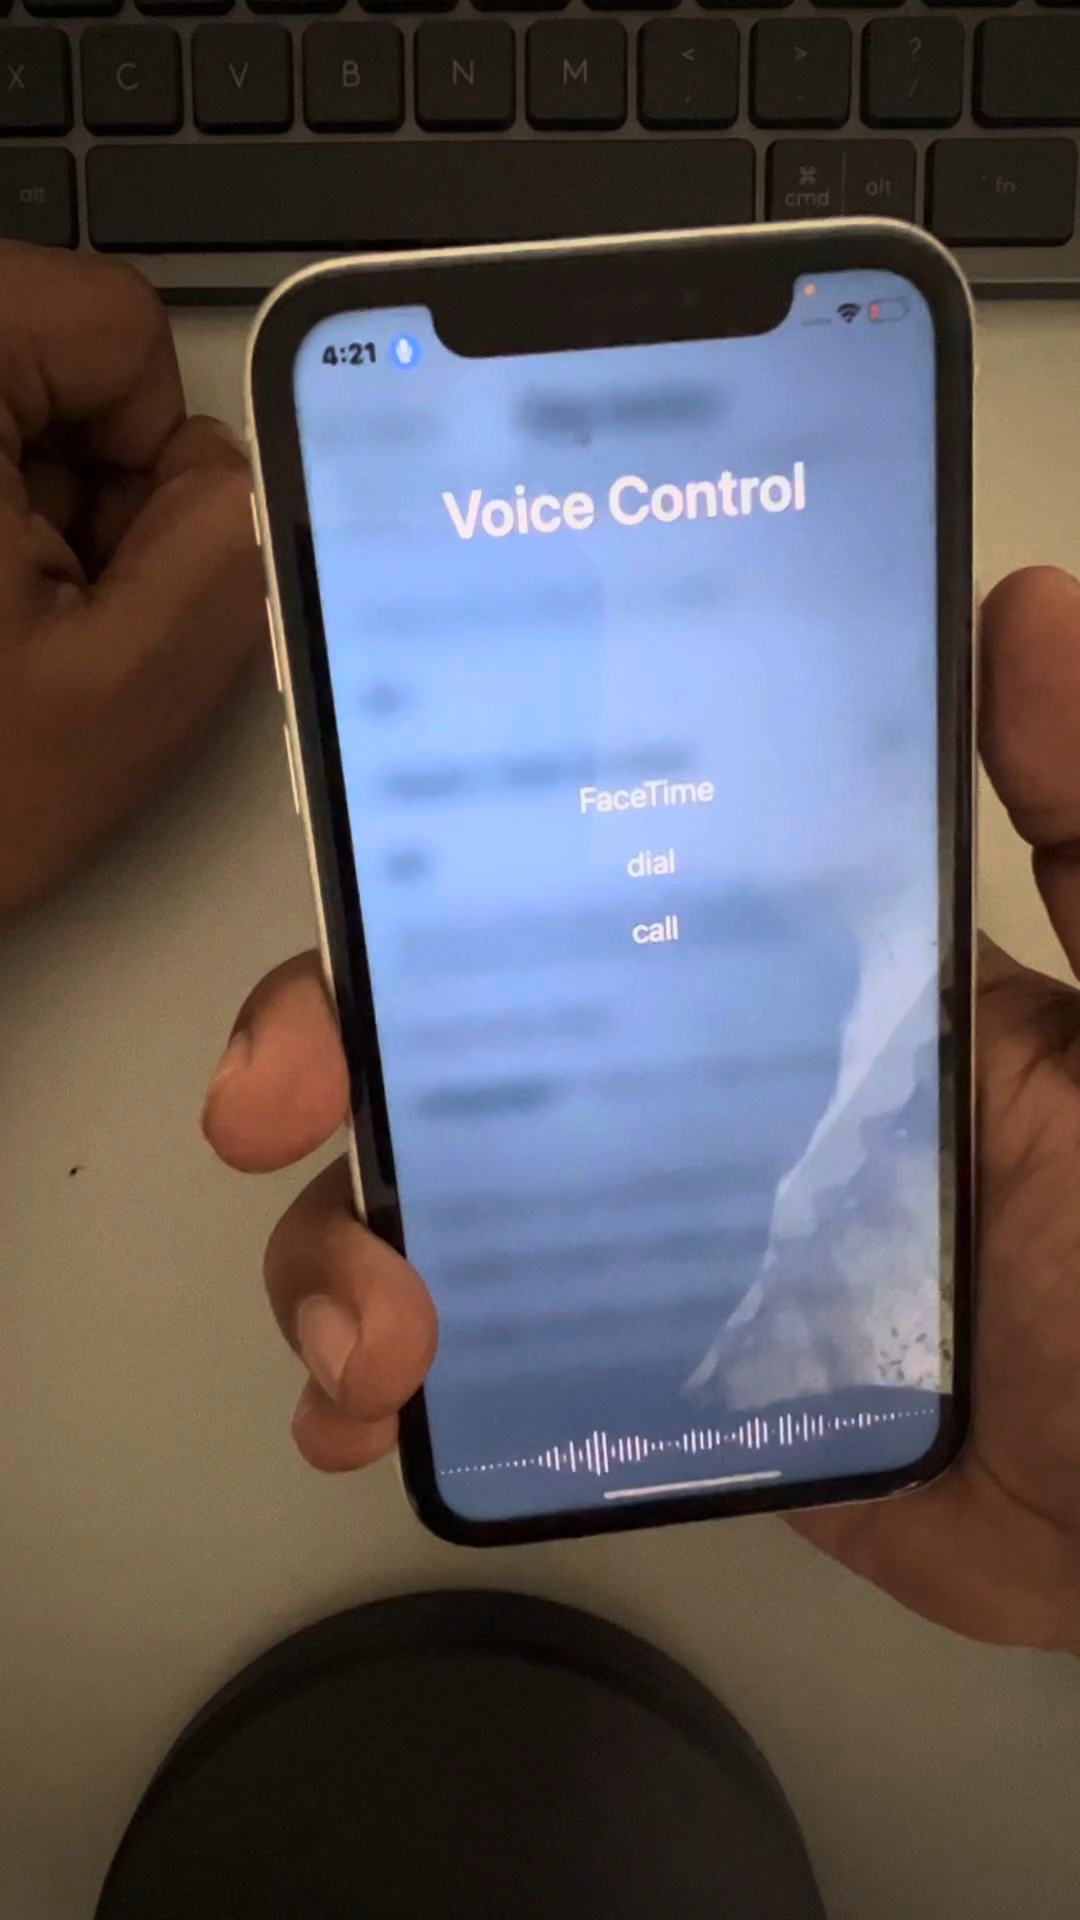 X C V B N M < > ?
, . /
alt ⌘ cmd alt fn
4:21
Voice Control
FaceTime
dial
call